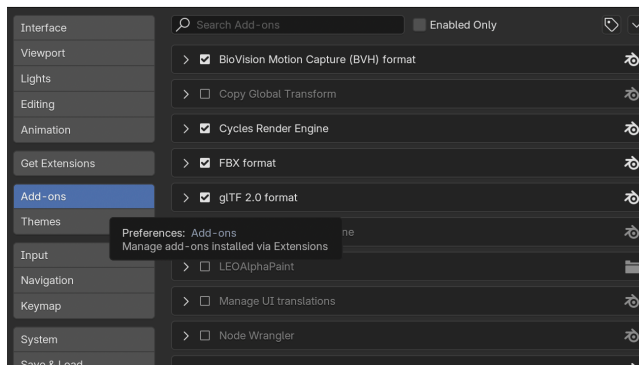 Interface
Viewport
Lights
Editing
Animation
Get Extensions
Add-ons
Themes
Input
Navigation
Keymap
System
Save & Load
Search Add-ons
Enabled Only
BioVision Motion Capture (BVH) format
Copy Global Transform
Cycles Render Engine
FBX format
glTF 2.0 format
Preferences: Add-ons
Manage add-ons installed via Extensions
LEOAlphaPaint
Manage UI translations
Node Wrangler